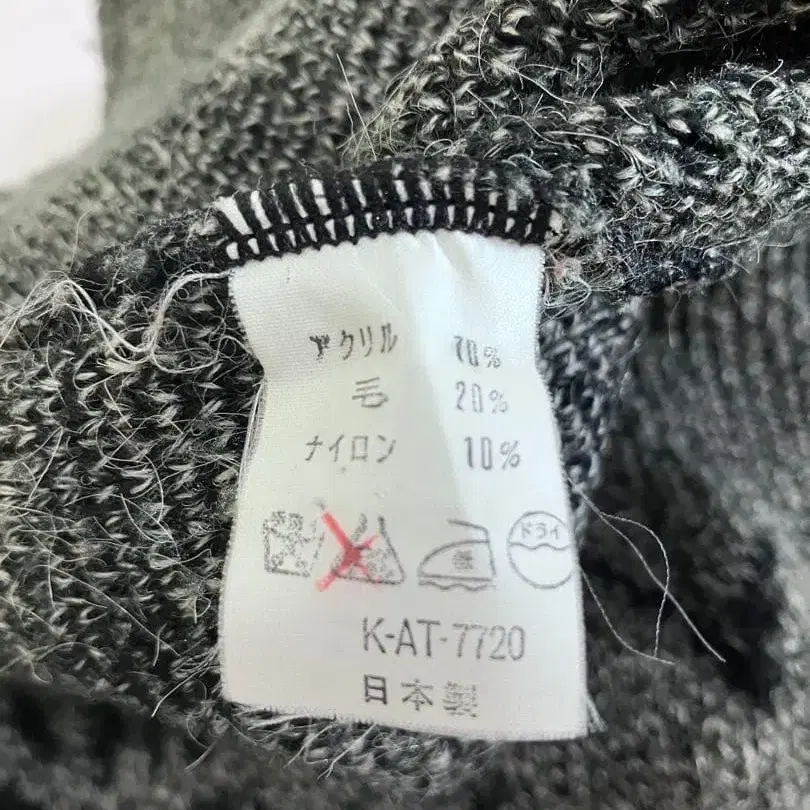 アクリル 70%
毛 20%
ナイロン 10%
ドライ
K-AT-7720
日本製